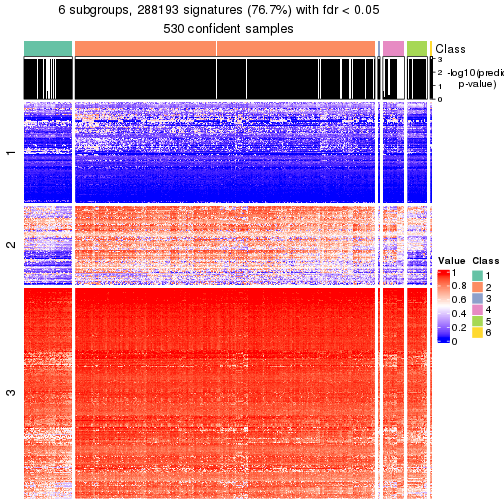 6 subgroups, 288193 signatures (76.7%) with fdr < 0.05
530 confident samples
Class
3
2
1
0
-log10(predic
p-value)
1
2
3
Value
1
0.8
0.6
0.4
0.2
0
Class
1
2
3
4
5
6